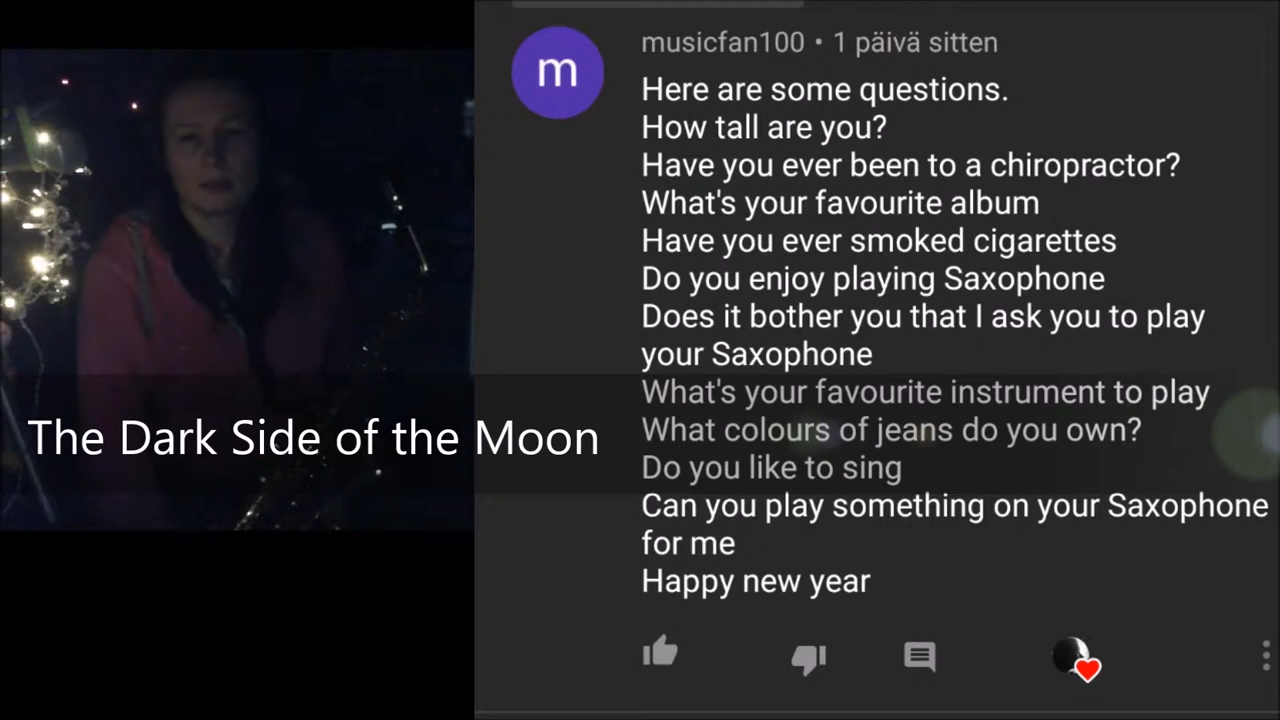 m
musicfan100 • 1 päivä sitten
Here are some questions.
How tall are you?
Have you ever been to a chiropractor?
What's your favourite album
Have you ever smoked cigarettes
Do you enjoy playing Saxophone
Does it bother you that I ask you to play
your Saxophone
What's your favourite instrument to play
What colours of jeans do you own?
Do you like to sing
Can you play something on your Saxophone
for me
Happy new year
The Dark Side of the Moon